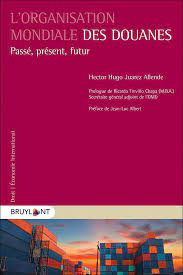 L'ORGANISATION
MONDIALE DES DOUANES
Passé, présent, futur
Hector Hugo Juarez Allende
Prologue de Ricardo Treviño Chapa (M.B.A.)
Secrétaire général adjoint de l'OMD
Préface de Jean-Luc Albert
Droit | Économie International
BRUYLANT